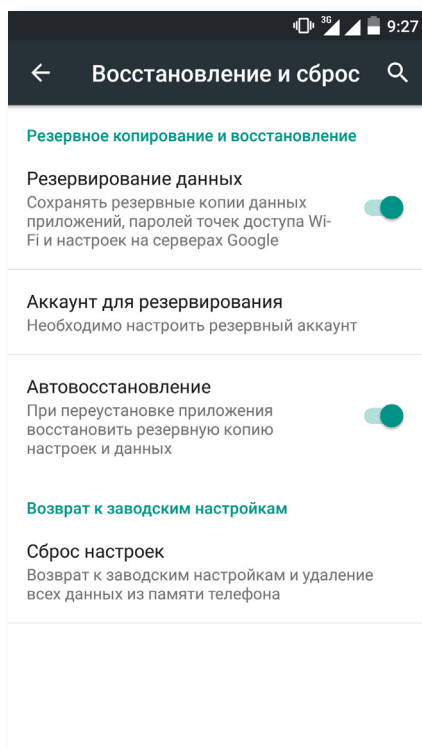 3G 9:27
Восстановление и сброс
Резервное копирование и восстановление
Резервирование данных
Сохранять резервные копии данных
приложений, паролей точек доступа Wi-
Fi и настроек на серверах Google
Аккаунт для резервирования
Необходимо настроить резервный аккаунт
Автовосстановление
При переустановке приложения
восстановить резервную копию
настроек и данных
Возврат к заводским настройкам
Сброс настроек
Возврат к заводским настройкам и удаление
всех данных из памяти телефона